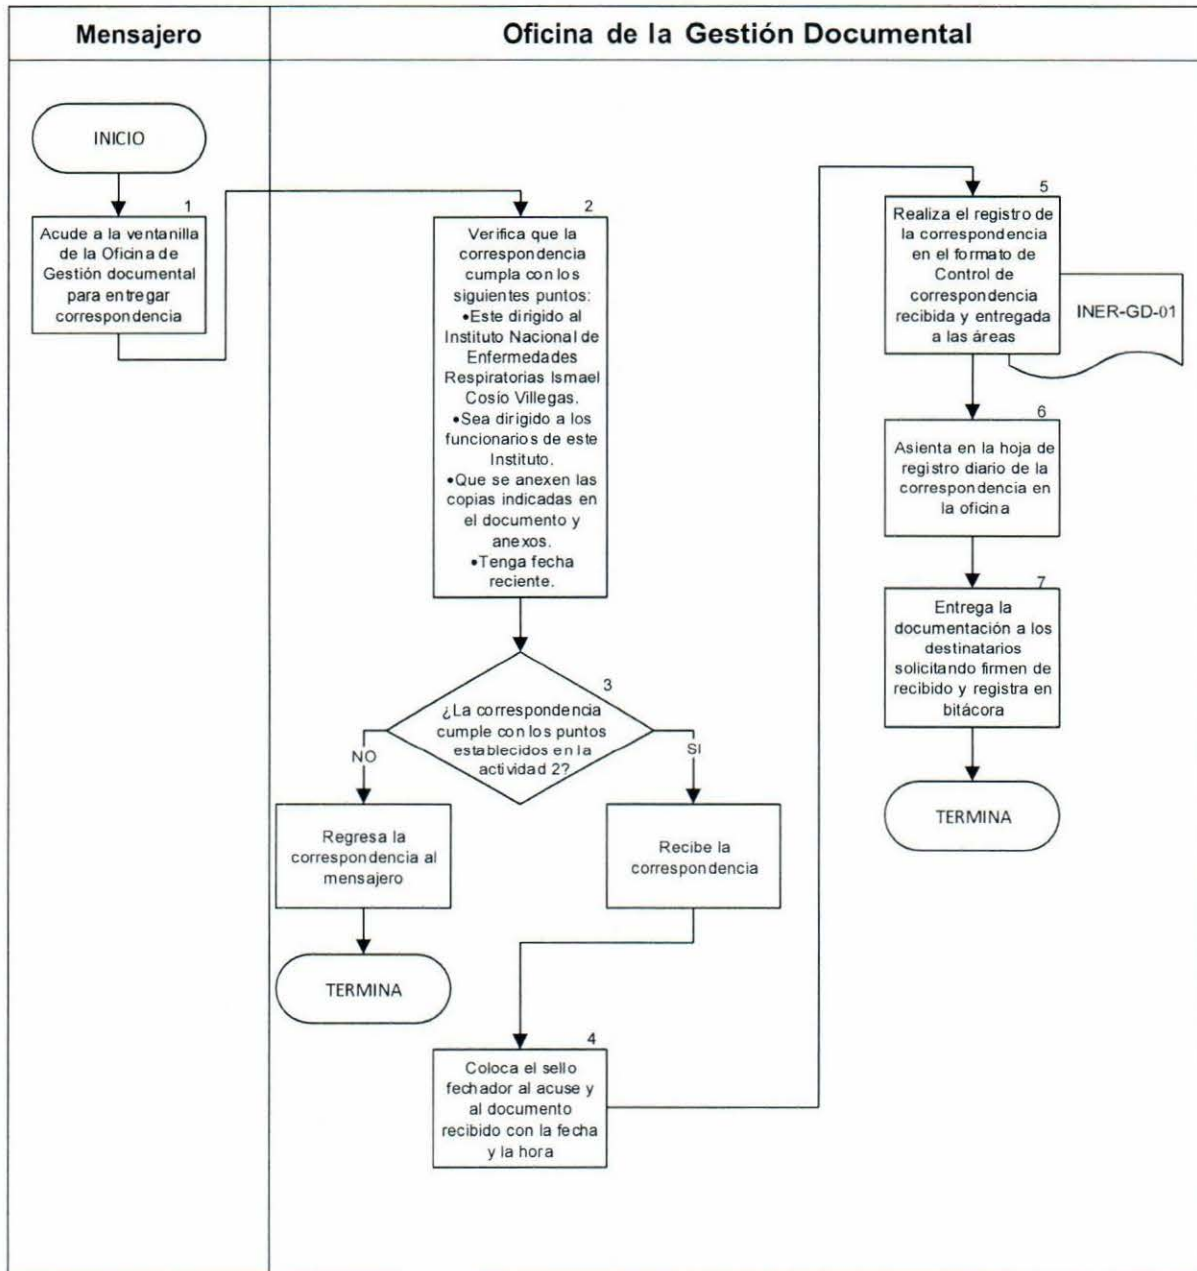 Mensajero
Oficina de la Gestión Documental
INICIO
1
Acude a la ventanilla
de la Oficina de
Gestión documental
para entregar
correspondencia
2
Verifica que la
correspondencia
cumpla con los
siguientes puntos:
•Este dirigido al
Instituto Nacional de
Enfermedades
Respiratorias Ismael
Cosío Villegas.
•Sea dirigido a los
funcionarios de este
Instituto.
•Que se anexen las
copias indicadas en
el documento y
anexos.
•Tenga fecha
reciente.
3
¿La correspondencia
cumple con los puntos
establecidos en la
actividad 2?
NO
SI
Regresa la
correspondencia al
mensajero
TERMINA
Recibe la
correspondencia
4
Coloca el sello
fechador al acuse y
al documento
recibido con la fecha
y la hora
5
Realiza el registro de
la correspondencia
en el formato de
Control de
correspondencia
recibida y entregada
a las áreas
INER-GD-01
6
Asienta en la hoja de
registro diario de la
correspondencia en
la oficina
7
Entrega la
documentación a los
destinatarios
solicitando firmen de
recibido y registra en
bitácora
TERMINA